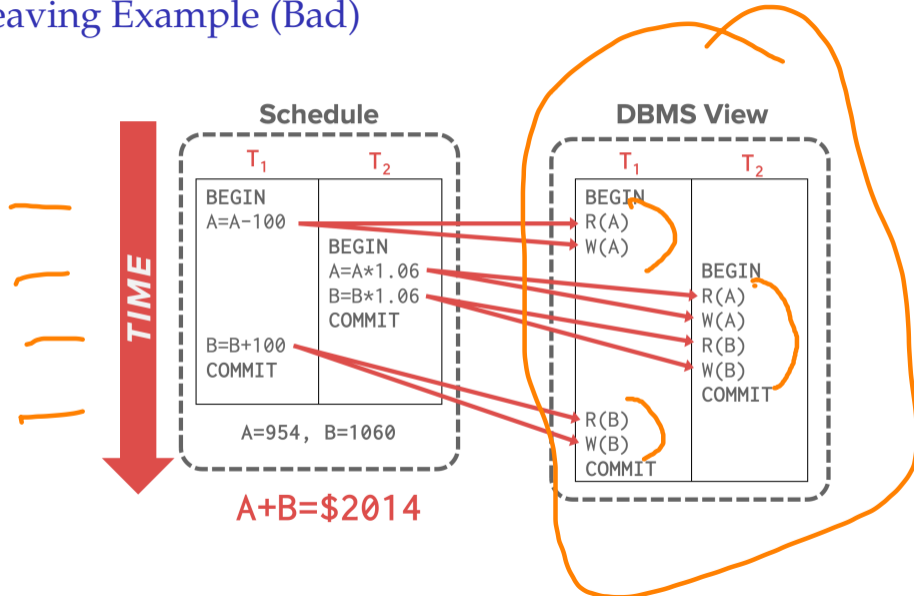 eaving Example (Bad)
Schedule
T1 T2
BEGIN
A=A-100
BEGIN
A=A*1.06
B=B*1.06
COMMIT
B=B+100
COMMIT
A=954, B=1060
A+B=$2014
TIME
DBMS View
T1 T2
BEGIN
R(A)
W(A)
BEGIN
R(A)
W(A)
R(B)
W(B)
COMMIT
R(B)
W(B)
COMMIT